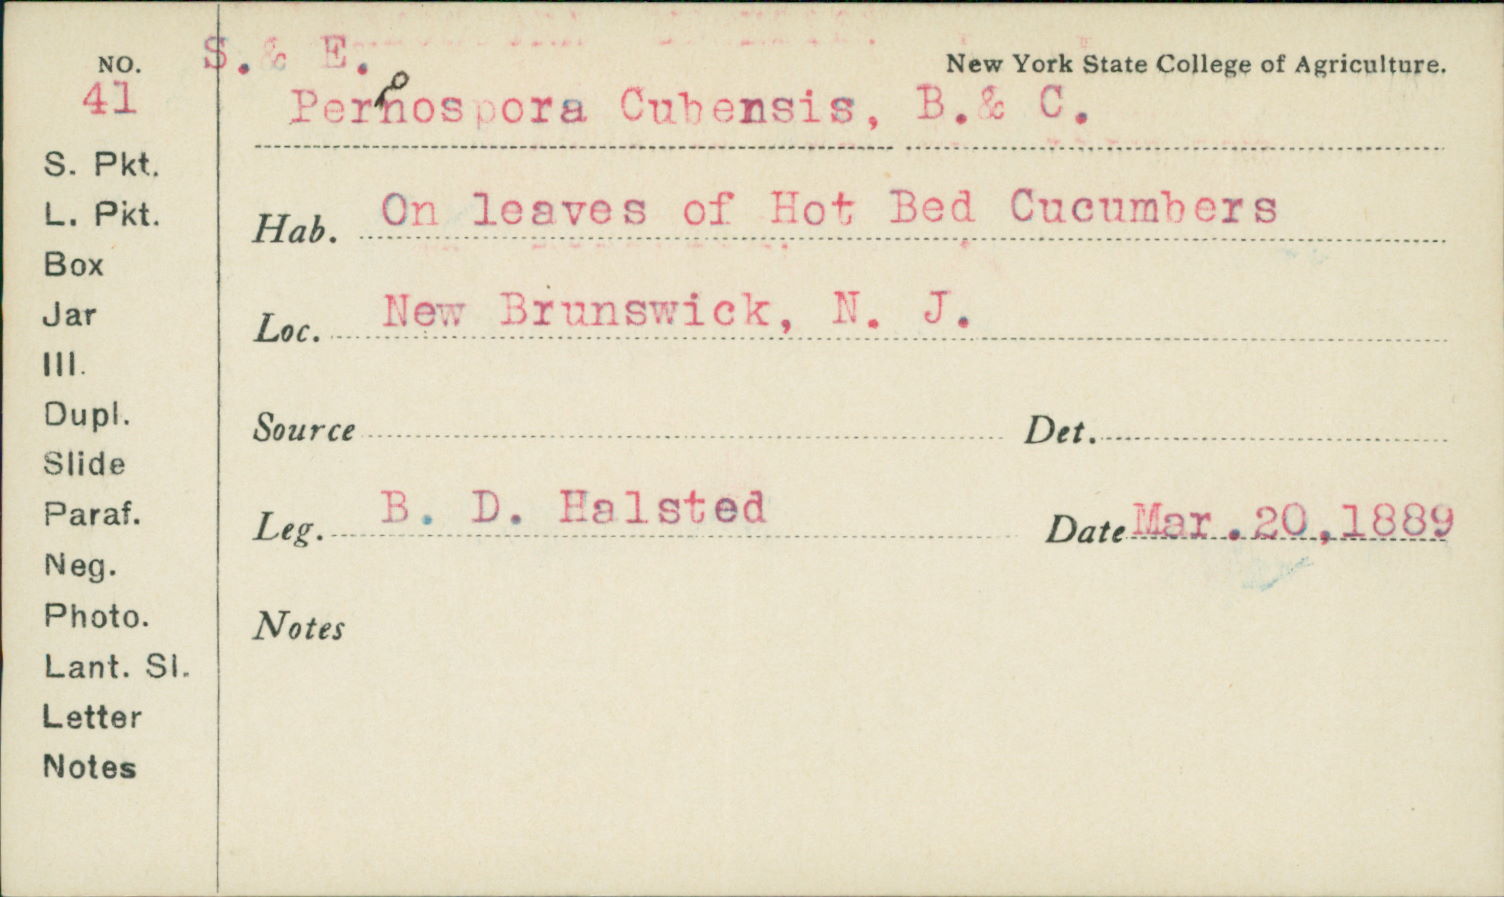 S. & E.
NO.
New York State College of Agriculture.
41
Peronospora Cubensis, B.& C.
S. Pkt.
L. Pkt.
Hab. On leaves of Hot Bed Cucumbers
Box
Jar
Loc. New Brunswick, N. J.
Ill.
Dupl.
Source
Det.
Slide
Paraf.
Leg. B. D. Halsted
Date Mar.20,1889
Neg.
Photo.
Notes
Lant. Sl.
Letter
Notes